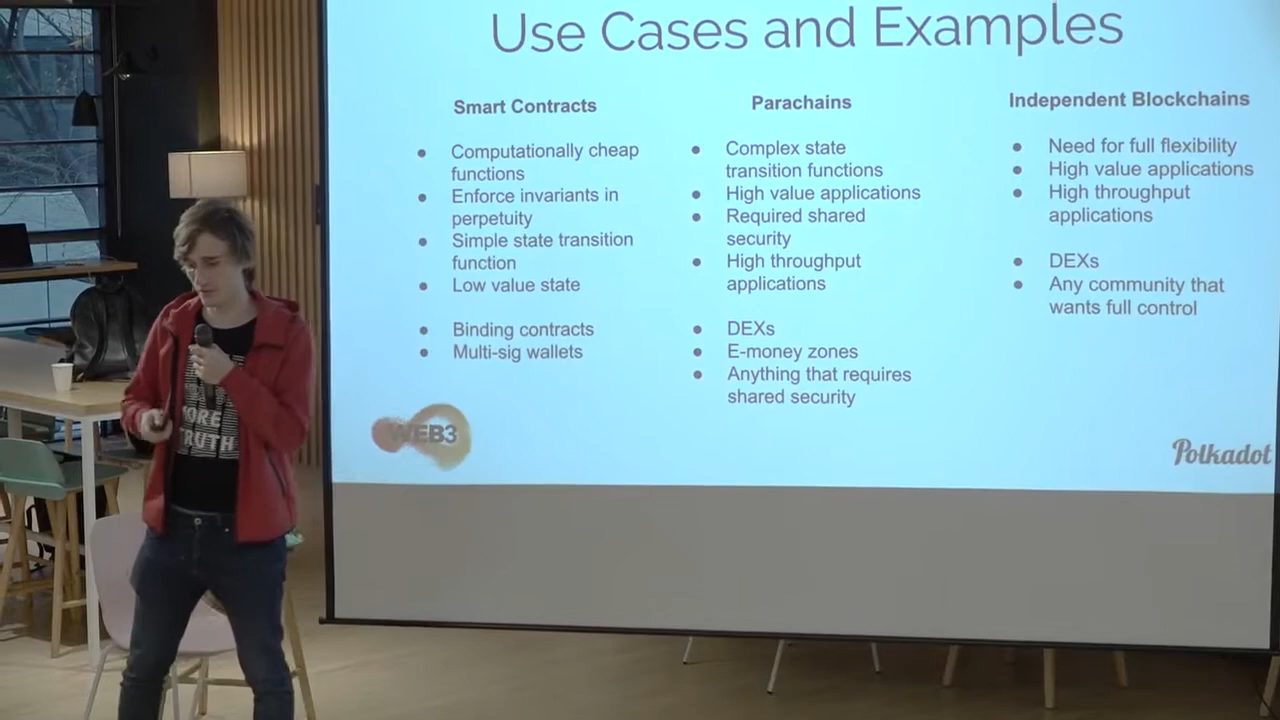 Use Cases and Examples
Smart Contracts
● Computationally cheap
functions
● Enforce invariants in
perpetuity
● Simple state transition
function
● Low value state
● Binding contracts
● Multi-sig wallets
Parachains
● Complex state
transition functions
● High value applications
● Required shared
security
● High throughput
applications
● DEXs
● E-money zones
● Anything that requires
shared security
Independent Blockchains
● Need for full flexibility
● High value applications
● High throughput
applications
● DEXs
● Any community that
wants full control
WEB3
Polkadot
TRUTH